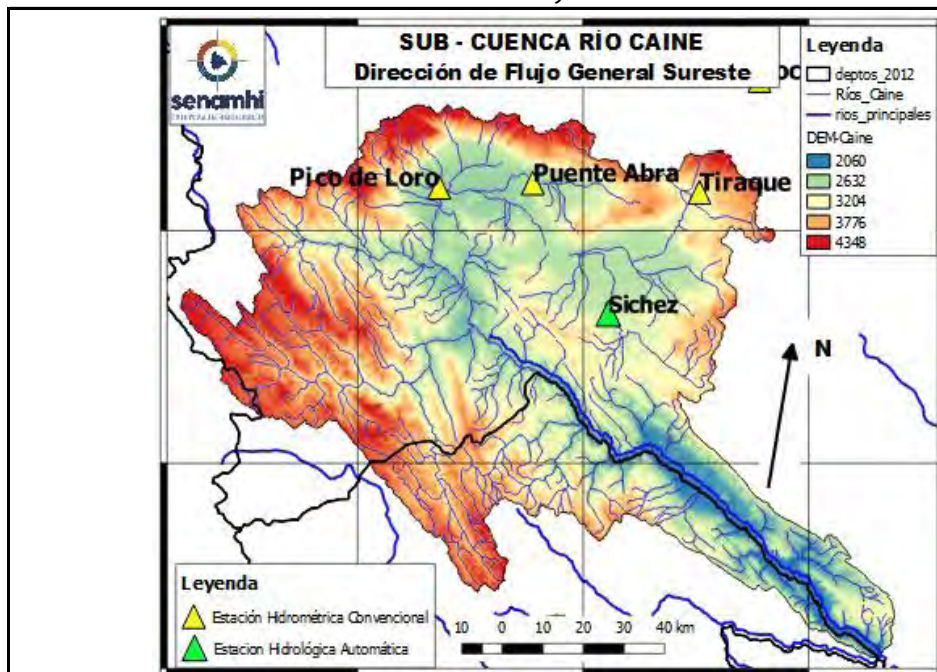 SUB - CUENCA RÍO CAINE
Dirección de Flujo General Sureste
senamhi
Leyenda
deptos_2012
Ríos_Caine
rios_principales
DEM-Caine
2060
2632
3204
3776
4348
Pico de Loro
Puente Abra
Tiraque
Sichez
N
Leyenda
Estación Hidrométrica Convencional
Estacion Hidrológica Automática
10 0 10 20 30 40 km